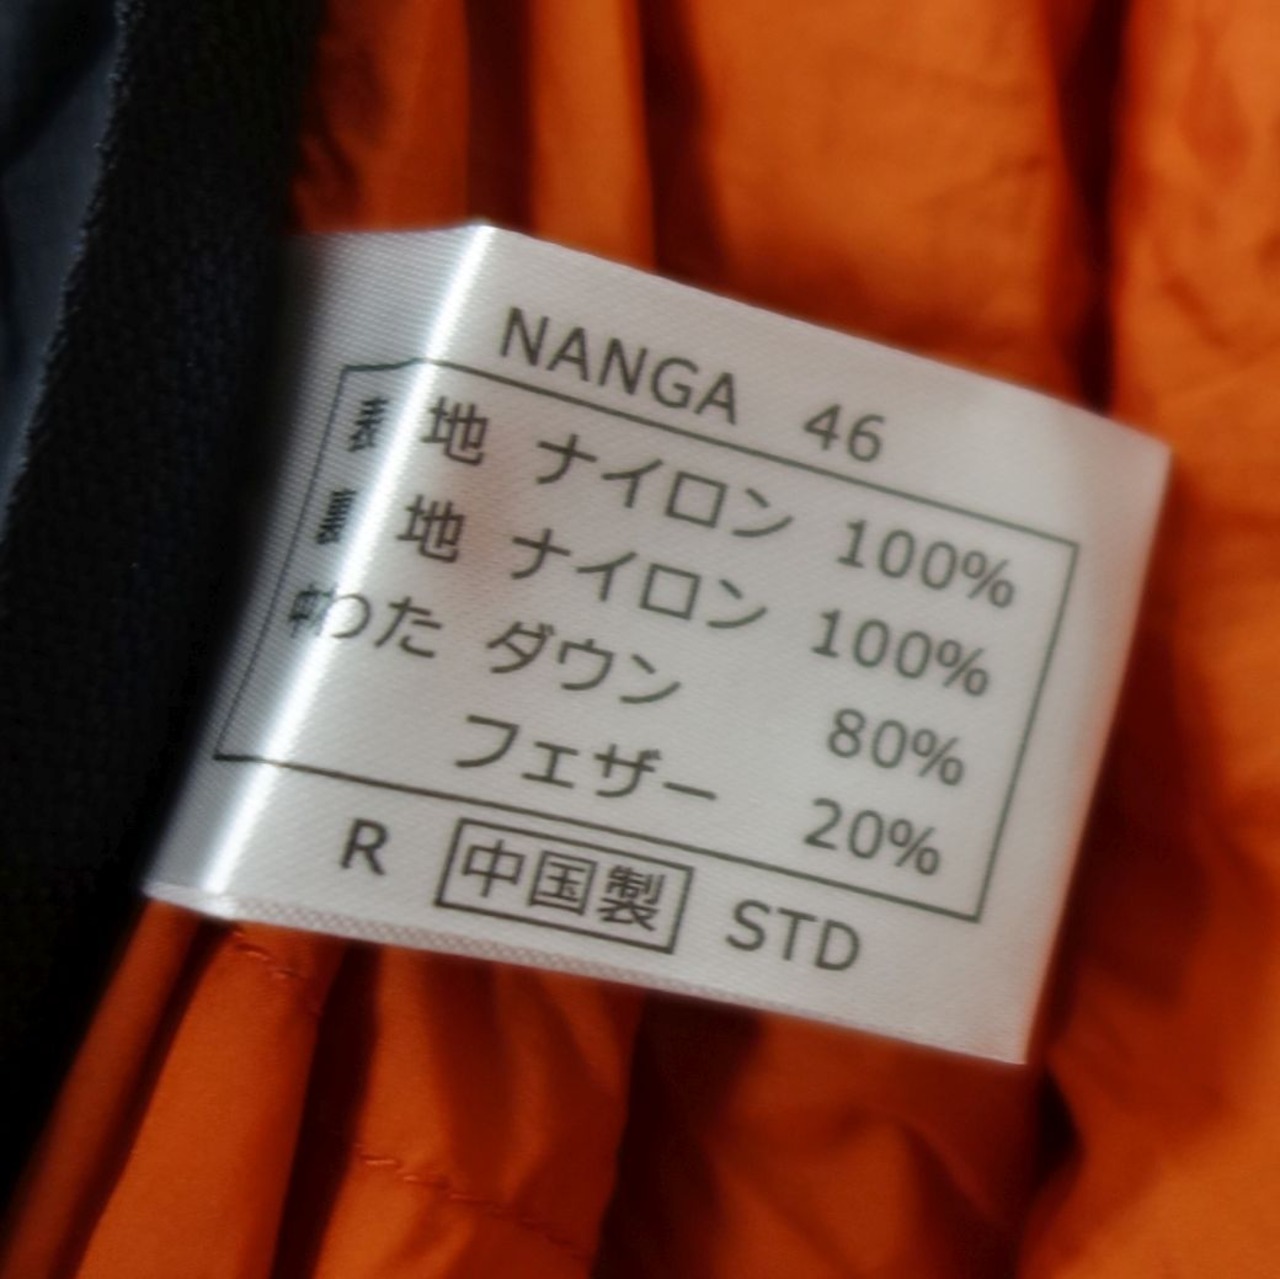 NANGA 46
表 地 ナイロン 100%
裏 地 ナイロン 100%
中わた ダウン 80%
フェザー 20%
R 中国製 STD